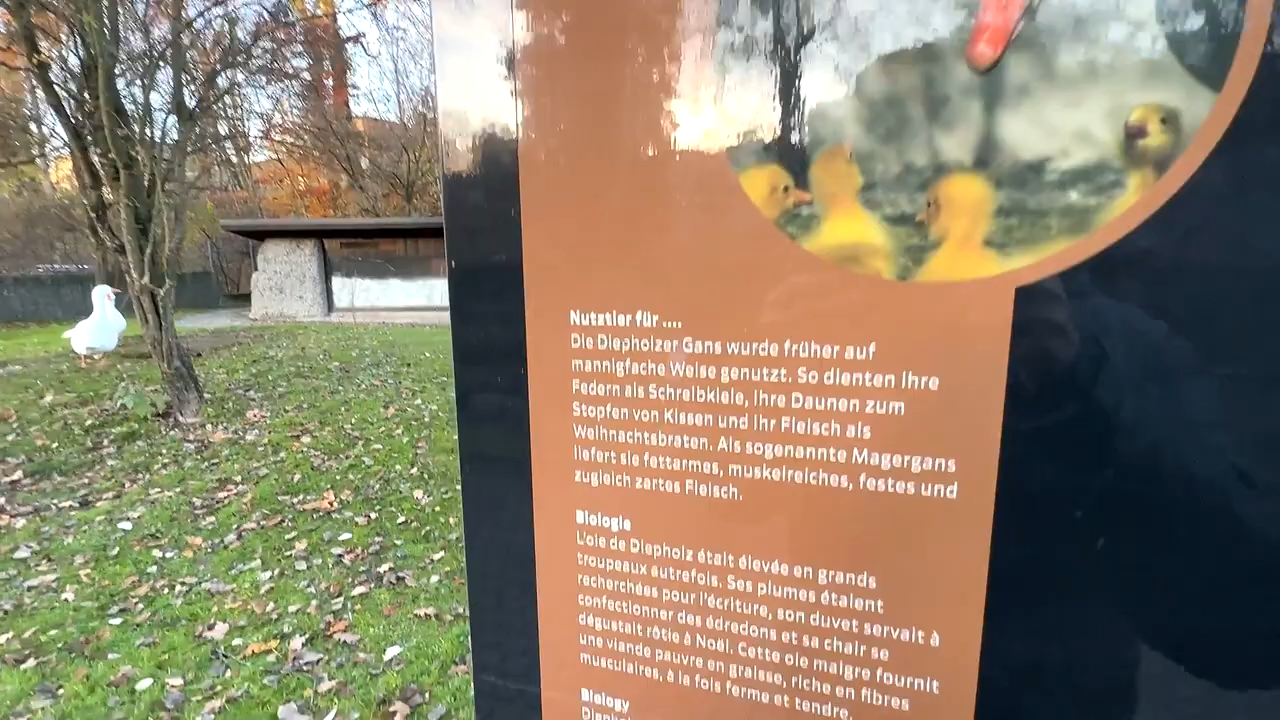 Nutztier für ....
Die Diepholzer Gans wurde früher auf
mannigfache Weise genutzt. So dienten ihre
Federn als Schreibkiele, ihre Daunen zum
Stopfen von Kissen und ihr Fleisch als
Weihnachtsbraten. Als sogenannte Magergans
liefert sie fettarmes, muskelreiches, festes und
zugleich zartes Fleisch.
Biologie
L'oie de Diepholz était élevée en grands
troupeaux autrefois. Ses plumes étaient
recherchées pour l'écriture, son duvet servait à
confectionner des édredons et sa chair se
dégustait rôtie à Noël. Cette oie maigre fournit
une viande pauvre en graisse, riche en fibres
musculaires, à la fois ferme et tendre.
Biology